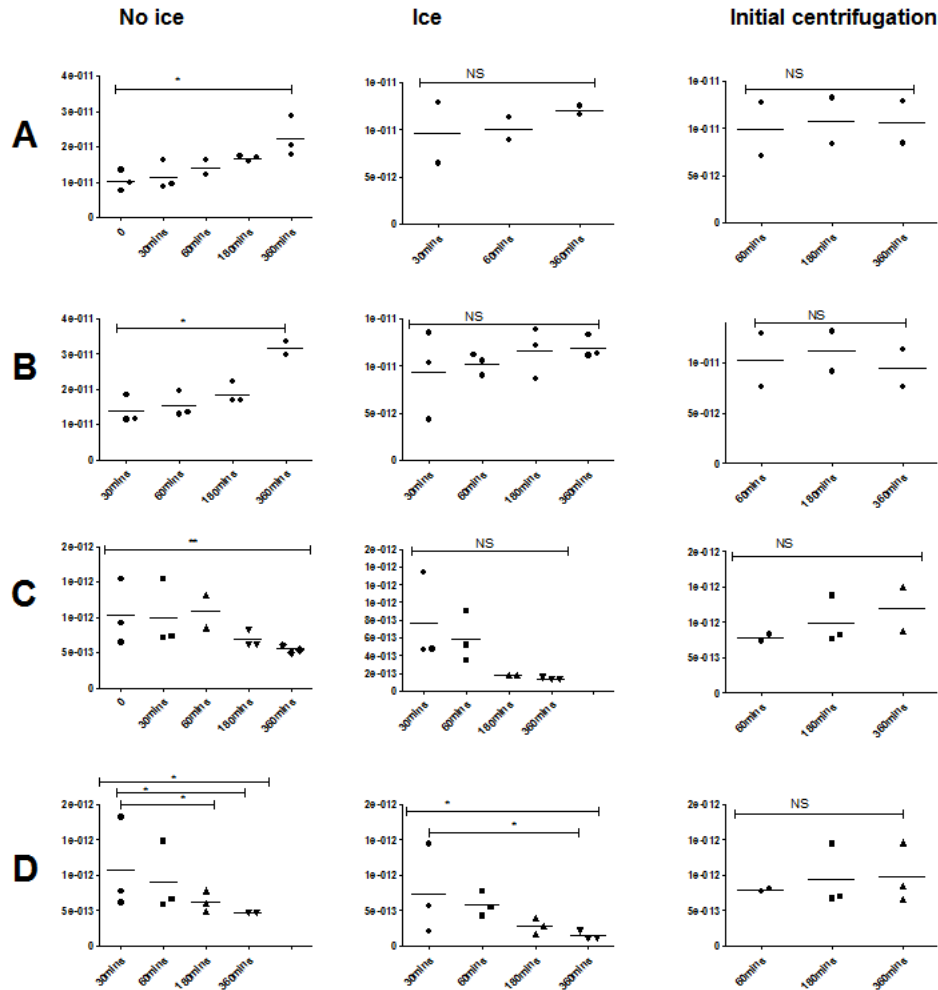 No ice
Ice
Initial centrifugation
A
4e-011
3e-011
2e-011
1e-011
0
*
0
30mins
60mins
180mins
360mins
1e-011
1e-011
5e-012
0
NS
30mins
60mins
360mins
1e-011
1e-011
5e-012
0
NS
60mins
180mins
360mins
B
4e-011
3e-011
2e-011
1e-011
0
*
30mins
60mins
180mins
360mins
1e-011
1e-011
5e-012
0
NS
30mins
60mins
180mins
360mins
1e-011
5e-012
0
NS
60mins
180mins
360mins
C
2e-012
1e-012
1e-012
5e-013
0
**
0
30mins
60mins
180mins
360mins
2e-012
1e-012
1e-012
1e-012
8e-013
6e-013
4e-013
2e-013
0
NS
30mins
60mins
180mins
360mins
2e-012
1e-012
1e-012
5e-013
0
NS
60mins
180mins
360mins
D
2e-012
1e-012
1e-012
5e-013
0
*
*
*
30mins
60mins
180mins
360mins
2e-012
1e-012
1e-012
5e-013
0
*
*
30mins
60mins
180mins
360mins
2e-012
1e-012
1e-012
5e-013
0
NS
60mins
180mins
360mins